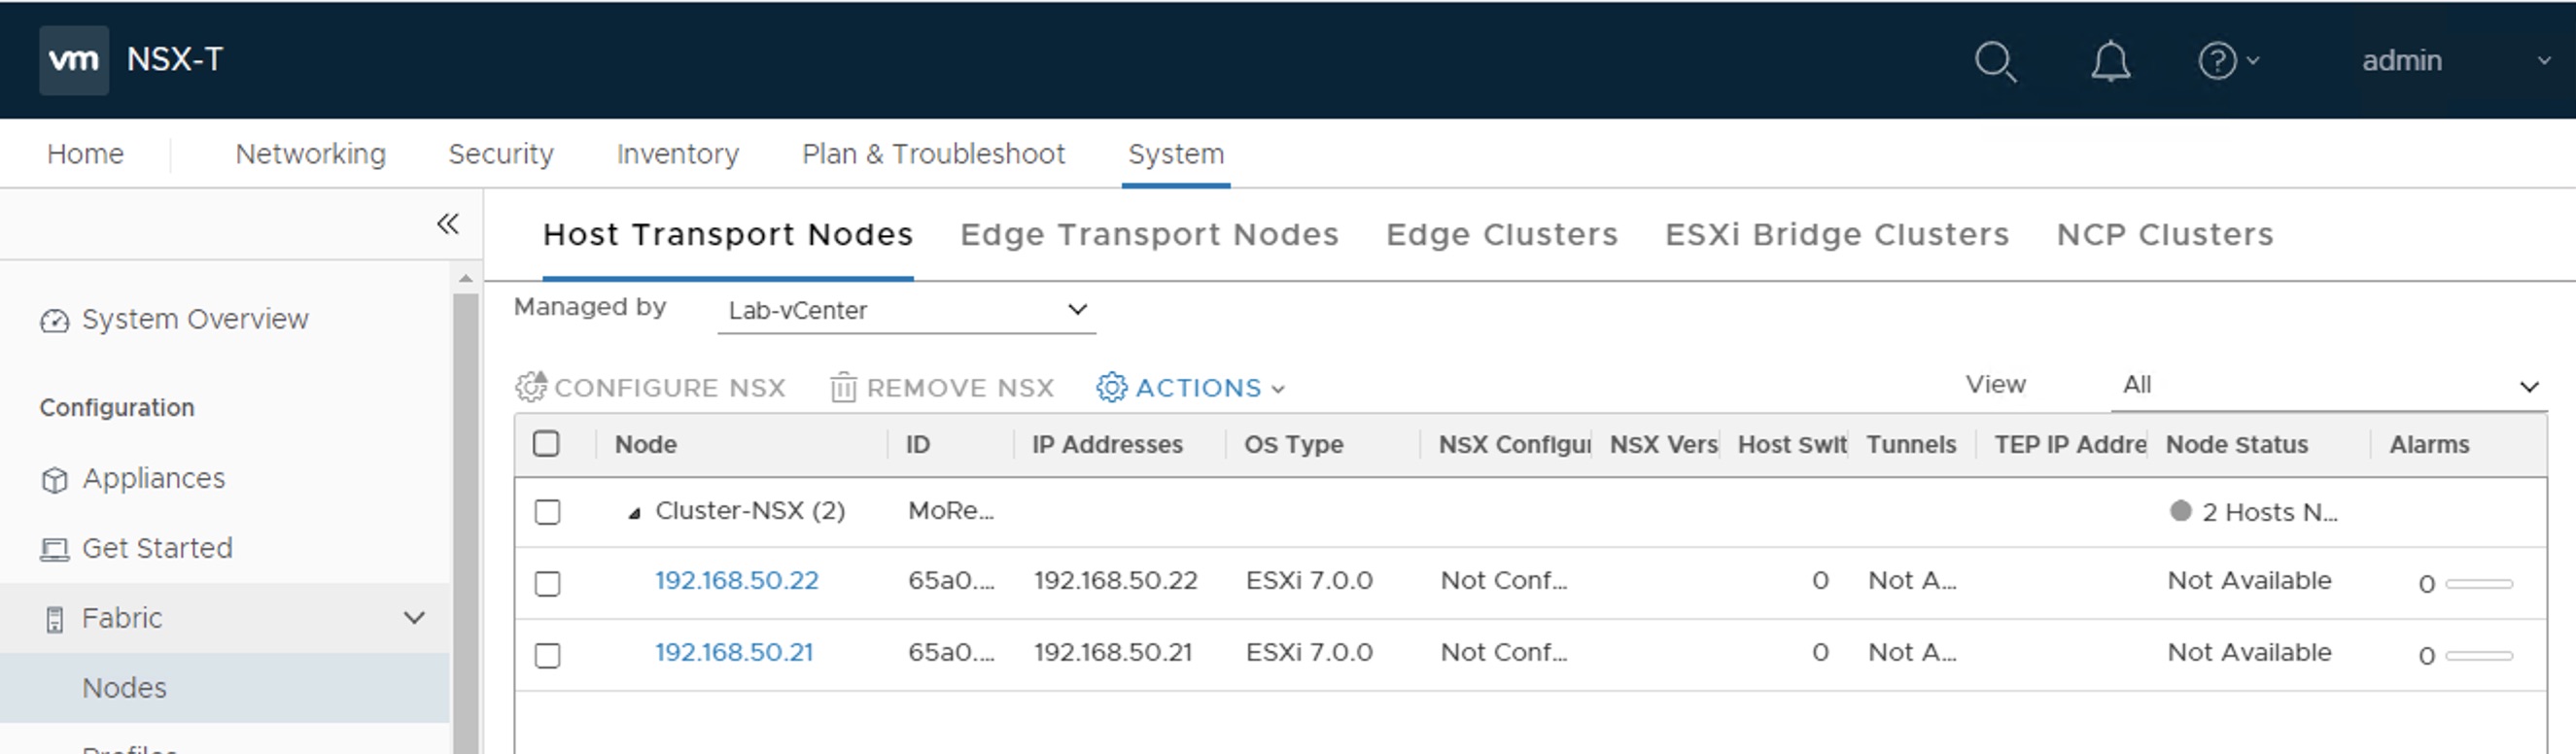 vm NSX-T admin
Home Networking Security Inventory Plan & Troubleshoot System
Host Transport Nodes Edge Transport Nodes Edge Clusters ESXi Bridge Clusters NCP Clusters
Managed by Lab-vCenter
System Overview
Configuration
Appliances
Get Started
Fabric
Nodes
Profiles
CONFIGURE NSX REMOVE NSX ACTIONS View All
Node ID IP Addresses OS Type NSX Configur NSX Vers Host Swit Tunnels TEP IP Addre Node Status Alarms
Cluster-NSX (2) MoRe... 2 Hosts N...
192.168.50.22 65a0.... 192.168.50.22 ESXi 7.0.0 Not Conf... 0 Not A... Not Available 0
192.168.50.21 65a0.... 192.168.50.21 ESXi 7.0.0 Not Conf... 0 Not A... Not Available 0